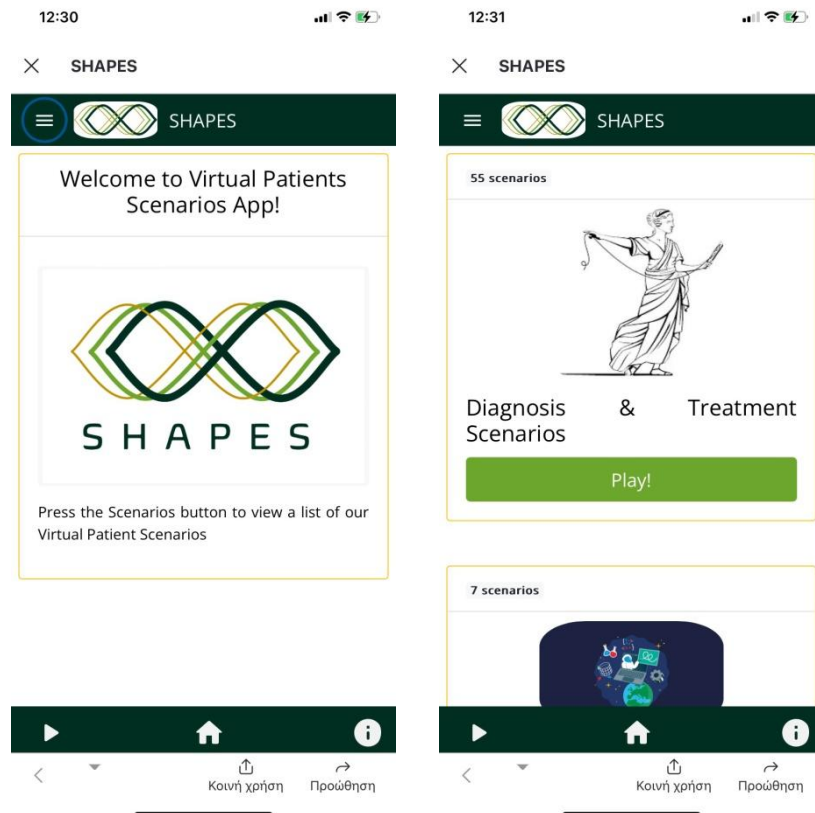 12:30
SHAPES
SHAPES
Welcome to Virtual Patients
Scenarios App!
SHAPES
Press the Scenarios button to view a list of our
Virtual Patient Scenarios
Κοινή χρήση
Προώθηση
12:31
SHAPES
SHAPES
55 scenarios
Diagnosis & Treatment
Scenarios
Play!
7 scenarios
Κοινή χρήση
Προώθηση